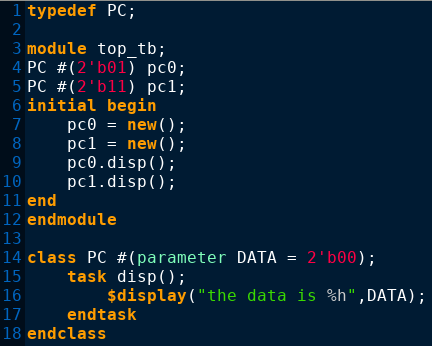 1 typedef PC;
2
3 module top_tb;
4 PC #(2'b01) pc0;
5 PC #(2'b11) pc1;
6 initial begin
7     pc0 = new();
8     pc1 = new();
9     pc0.disp();
10     pc1.disp();
11 end
12 endmodule
13
14 class PC #(parameter DATA = 2'b00);
15     task disp();
16         $display("the data is %h",DATA);
17     endtask
18 endclass